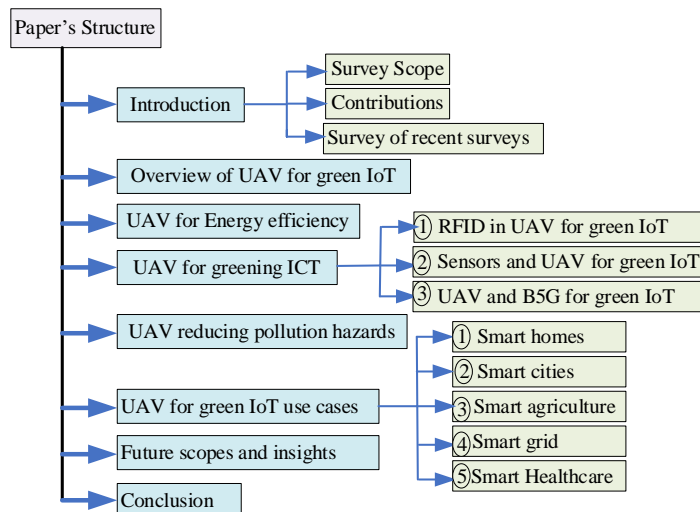 Paper's Structure
Introduction
Survey Scope
Contributions
Survey of recent surveys
Overview of UAV for green IoT
UAV for Energy efficiency
UAV for greening ICT
1 RFID in UAV for green IoT
2 Sensors and UAV for green IoT
3 UAV and B5G for green IoT
UAV reducing pollution hazards
UAV for green IoT use cases
1 Smart homes
2 Smart cities
3 Smart agriculture
4 Smart grid
5 Smart Healthcare
Future scopes and insights
Conclusion